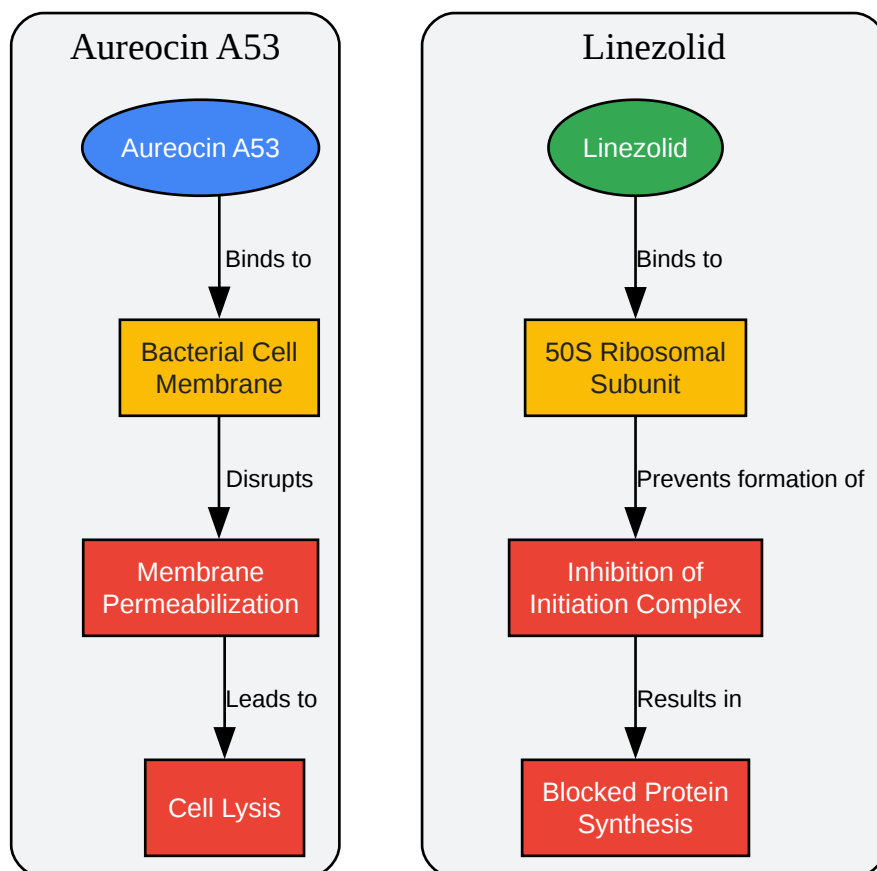 Aureocin A53
Aureocin A53
Binds to
Bacterial Cell
Membrane
Disrupts
Membrane
Permeabilization
Leads to
Cell Lysis
Linezolid
Linezolid
Binds to
50S Ribosomal
Subunit
Prevents formation of
Inhibition of
Initiation Complex
Results in
Blocked Protein
Synthesis